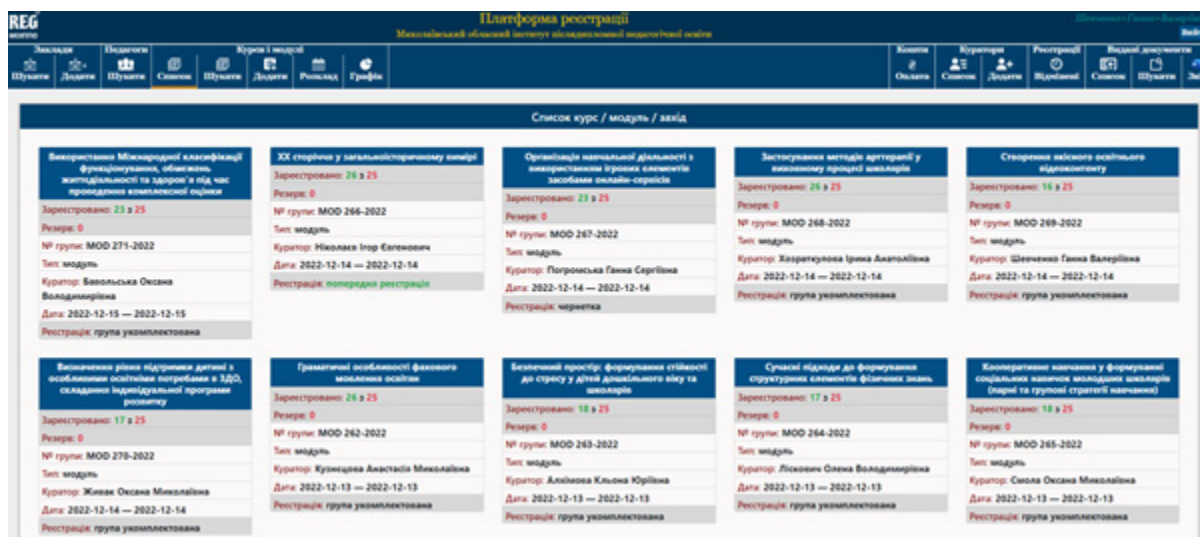 REG
МОІППО
Платформа реєстрації
Миколаївський обласний інститут післядипломної педагогічної освіти
Заклади Педагоги Курси і модулі Кошти Куратори Реєстрації Видані документи
Шукати Додати Шукати Список Шукати Додати Розклад Графік Оплата Список Додати Відмінені Список Шукати
Список курс / модуль / захід
Використання Міжнародної класифікації
функціонування, обмежень
життєдіяльності та здоров'я під час
проведення комплексної оцінки
Зареєстровано: 23 з 25
Резерв: 0
№ групи: MOD 271-2022
Тип: модуль
Куратор: Бавольська Оксана
Володимирівна
Дата: 2022-12-15 — 2022-12-15
Реєстрація: група укомплектована
ХХ сторіччя у загальноісторичному вимірі
Зареєстровано: 26 з 25
Резерв: 0
№ групи: MOD 266-2022
Тип: модуль
Куратор: Ніколаєв Ігор Євгенович
Дата: 2022-12-14 — 2022-12-14
Реєстрація: попередня реєстрація
Організація навчальної діяльності з
використанням ігрових елементів
засобами онлайн-сервісів
Зареєстровано: 23 з 25
Резерв: 0
№ групи: MOD 267-2022
Тип: модуль
Куратор: Погромська Ганна Сергіївна
Дата: 2022-12-14 — 2022-12-14
Реєстрація: чернетка
Застосування методів арттерапії у
виховному процесі школярів
Зареєстровано: 26 з 25
Резерв: 0
№ групи: MOD 268-2022
Тип: модуль
Куратор: Хозраткулова Ірина Анатоліївна
Дата: 2022-12-14 — 2022-12-14
Реєстрація: група укомплектована
Створення якісного освітнього
відеоконтенту
Зареєстровано: 16 з 25
Резерв: 0
№ групи: MOD 269-2022
Тип: модуль
Куратор: Шевченко Ганна Валеріївна
Дата: 2022-12-14 — 2022-12-14
Реєстрація: група укомплектована
Визначення рівня підтримки дитині з
особливими освітніми потребами в ЗДО,
складання індивідуальної програми
розвитку
Зареєстровано: 17 з 25
Резерв: 0
№ групи: MOD 270-2022
Тип: модуль
Куратор: Живак Оксана Миколаївна
Дата: 2022-12-14 — 2022-12-14
Реєстрація: група укомплектована
Граматичні особливості фахового
мовлення освітян
Зареєстровано: 26 з 25
Резерв: 0
№ групи: MOD 262-2022
Тип: модуль
Куратор: Кузнецова Анастасія Миколаївна
Дата: 2022-12-13 — 2022-12-13
Реєстрація: група укомплектована
Безпечний простір: формування стійкості
до стресу у дітей дошкільного віку та
школярів
Зареєстровано: 18 з 25
Резерв: 0
№ групи: MOD 263-2022
Тип: модуль
Куратор: Алхімова Кльона Юріївна
Дата: 2022-12-13 — 2022-12-13
Реєстрація: група укомплектована
Сучасні підходи до формування
структурних елементів фізичних знань
Зареєстровано: 17 з 25
Резерв: 0
№ групи: MOD 264-2022
Тип: модуль
Куратор: Ліскович Олена Володимирівна
Дата: 2022-12-13 — 2022-12-13
Реєстрація: група укомплектована
Кооперативне навчання у формуванні
соціальних навичок молодших школярів
(парні та групові стратегії навчання)
Зареєстровано: 18 з 25
Резерв: 0
№ групи: MOD 265-2022
Тип: модуль
Куратор: Смола Оксана Миколаївна
Дата: 2022-12-13 — 2022-12-13
Реєстрація: група укомплектована